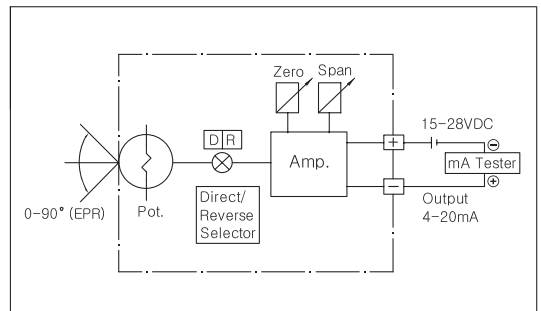 Zero Span
D R
15-28VDC
+
⊖
Amp.
mA Tester
⊕
−
0-90° (EPR)
Pot.
Direct/
Reverse
Selector
Output
4-20mA